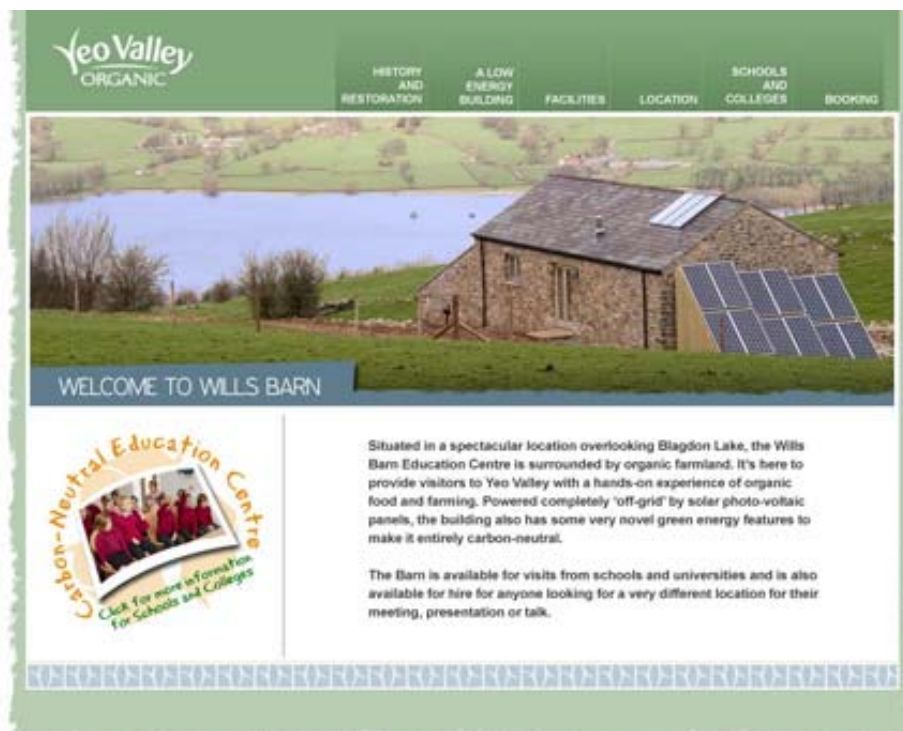 Yeo Valley
ORGANIC
HISTORY
AND
RESTORATION
A LOW
ENERGY
BUILDING
FACILITIES
LOCATION
SCHOOLS
AND
COLLEGES
BOOKING
WELCOME TO WILLS BARN
Carbon-Neutral Education Centre
Click for more information
for Schools and Colleges
Situated in a spectacular location overlooking Blagdon Lake, the Wills
Barn Education Centre is surrounded by organic farmland. It's here to
provide visitors to Yeo Valley with a hands-on experience of organic
food and farming. Powered completely 'off-grid' by solar photo-voltaic
panels, the building also has some very novel green energy features to
make it entirely carbon-neutral.
The Barn is available for visits from schools and universities and is also
available for hire for anyone looking for a very different location for their
meeting, presentation or talk.